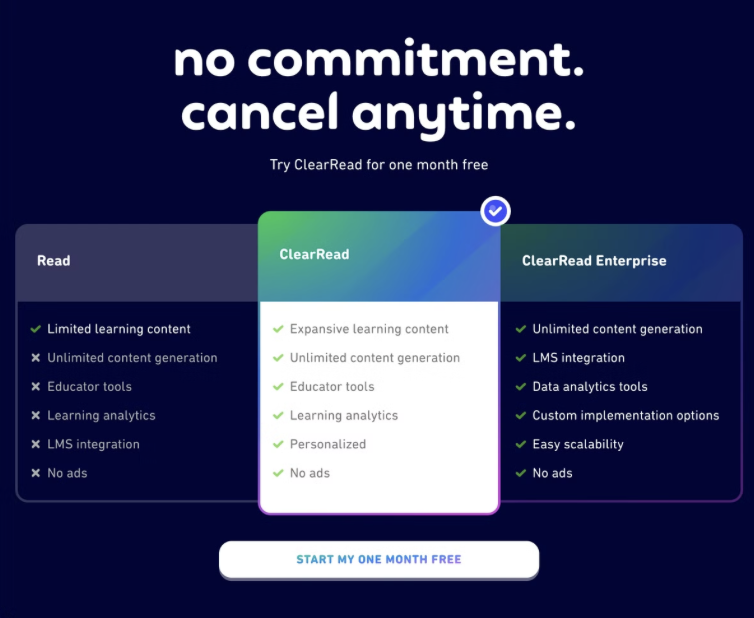 no commitment.
cancel anytime.
Try ClearRead for one month free
Read
Limited learning content
Unlimited content generation
Educator tools
Learning analytics
LMS integration
No ads
ClearRead
Expansive learning content
Unlimited content generation
Educator tools
Learning analytics
Personalized
No ads
ClearRead Enterprise
Unlimited content generation
LMS integration
Data analytics tools
Custom implementation options
Easy scalability
No ads
START MY ONE MONTH FREE